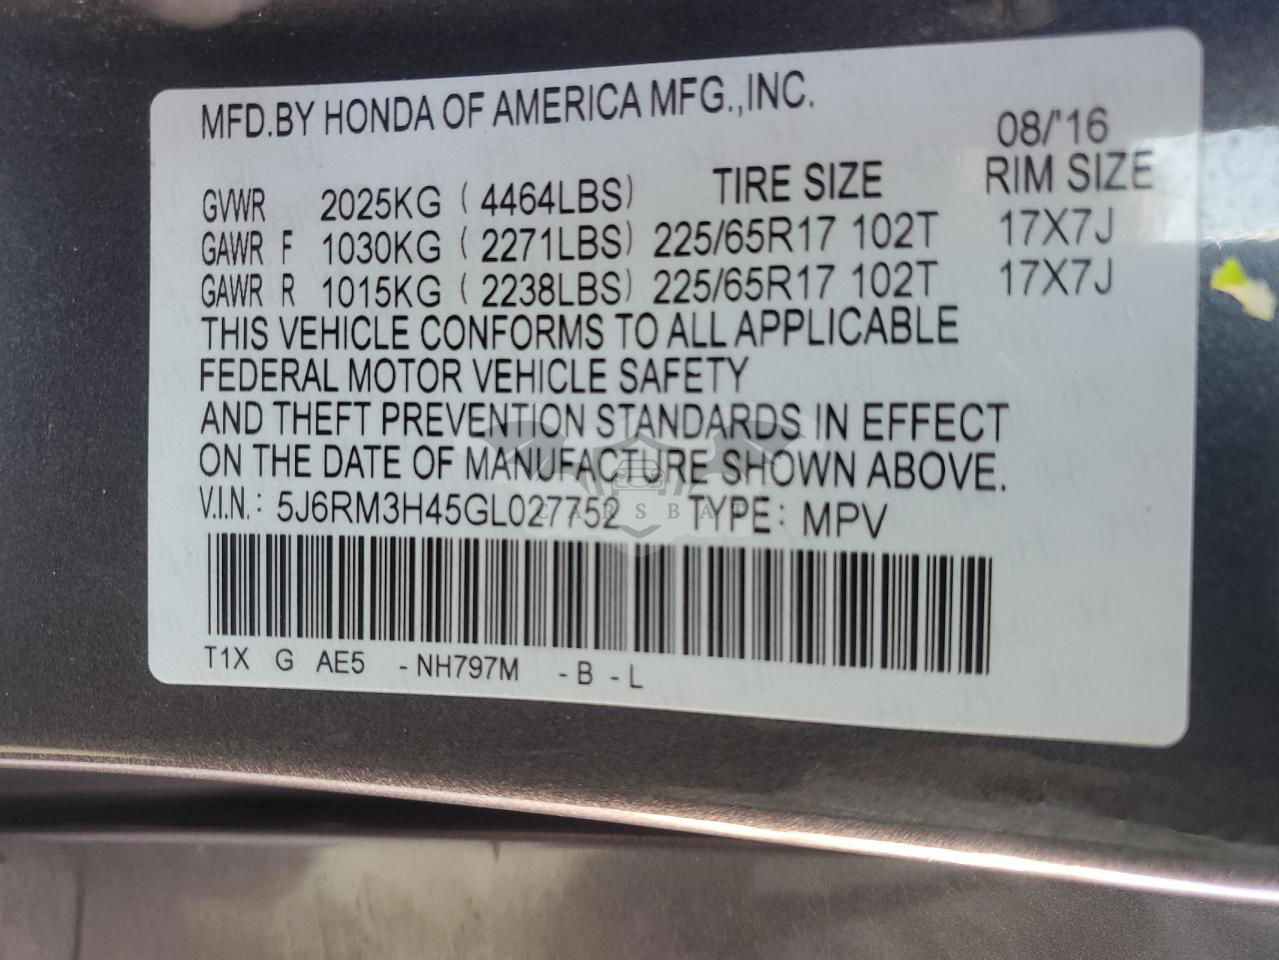 MFD.BY HONDA OF AMERICA MFG.,INC.
08/'16
GVWR 2025KG ( 4464LBS) TIRE SIZE RIM SIZE
GAWR F 1030KG ( 2271LBS) 225/65R17 102T 17X7J
GAWR R 1015KG ( 2238LBS) 225/65R17 102T 17X7J
THIS VEHICLE CONFORMS TO ALL APPLICABLE
FEDERAL MOTOR VEHICLE SAFETY
AND THEFT PREVENTION STANDARDS IN EFFECT
ON THE DATE OF MANUFACTURE SHOWN ABOVE.
V.I.N.: 5J6RM3H45GL027752 TYPE: MPV
T1X G AE5 -NH797M -B -L